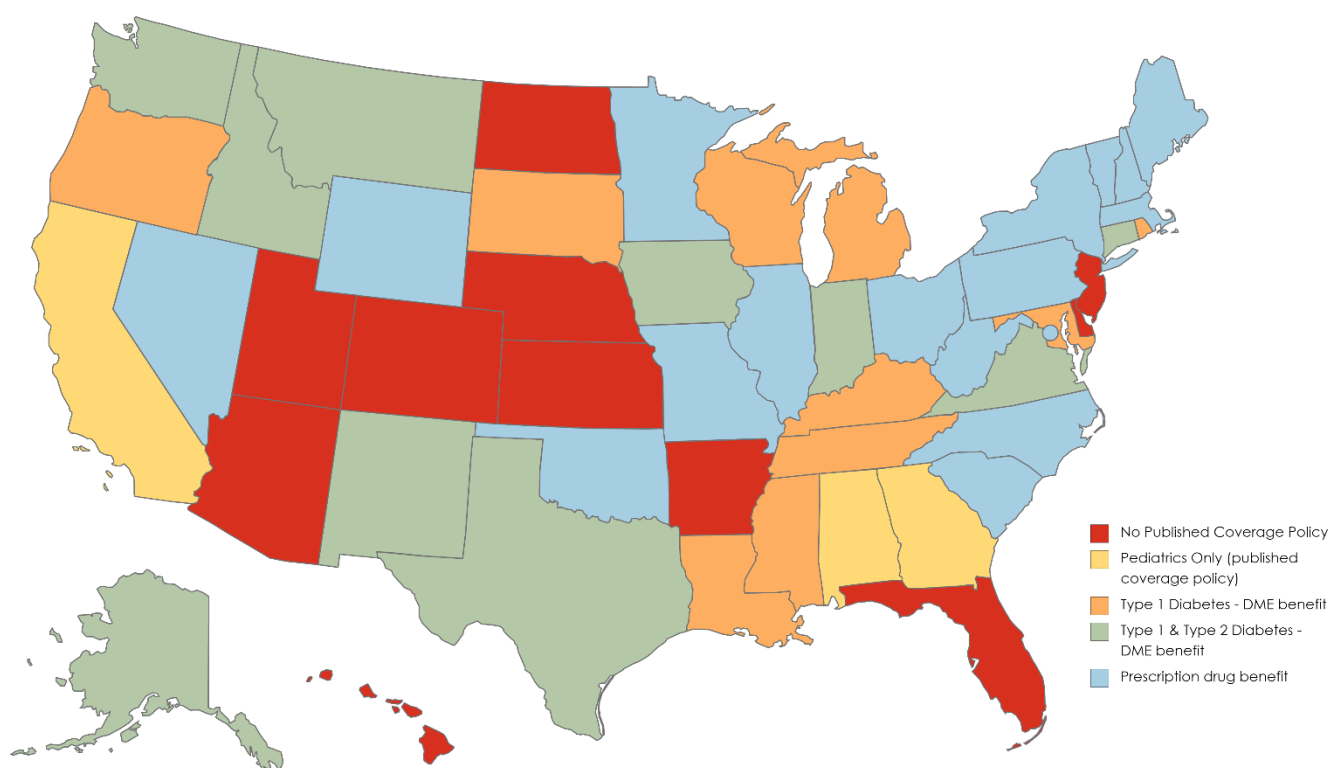 No Published Coverage Policy
Pediatrics Only (published
coverage policy)
Type 1 Diabetes - DME benefit
Type 1 & Type 2 Diabetes -
DME benefit
Prescription drug benefit